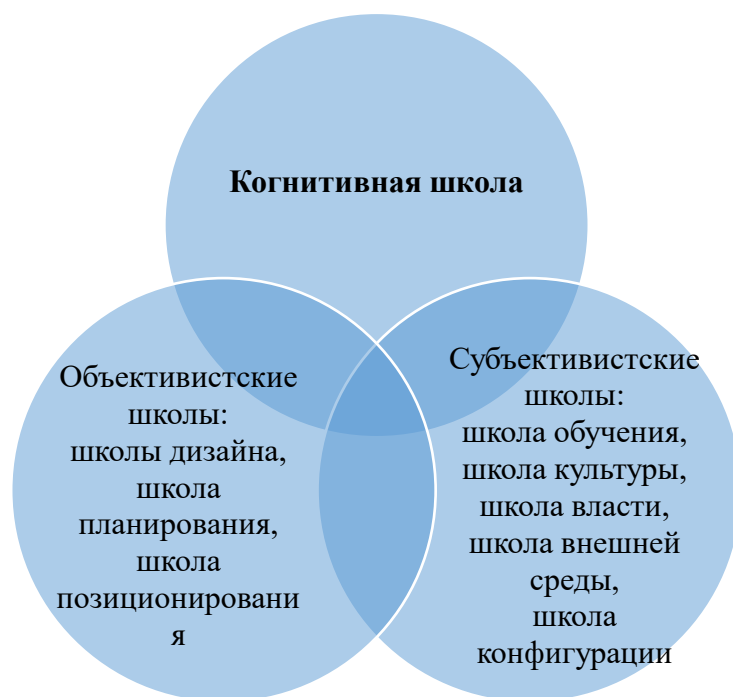 Когнитивная школа
Объективистские
школы:
школы дизайна,
школа
планирования,
школа
позиционировани
я
Субъективистские
школы:
школа обучения,
школа культуры,
школа власти,
школа внешней
среды,
школа
конфигурации